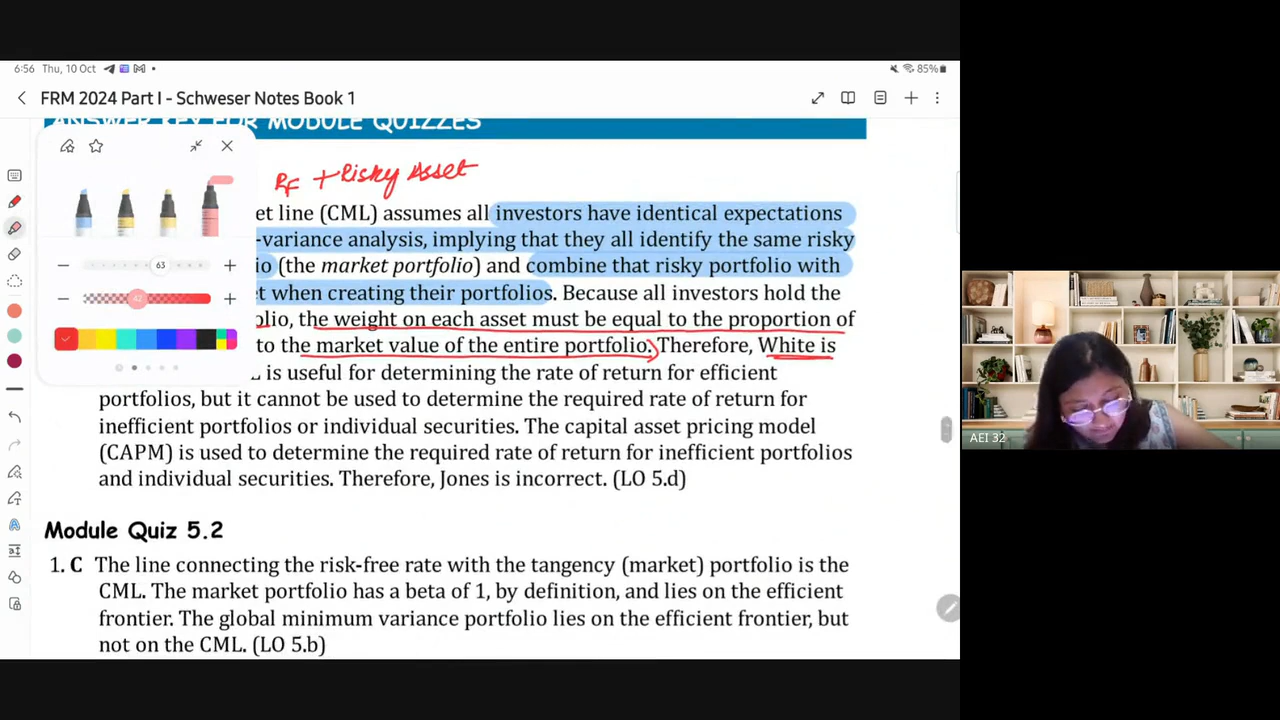 6:56 Thu, 10 Oct
85%
FRM 2024 Part I - Schweser Notes Book 1
ANSWER KEY FOR MODULE QUIZZES
RF + Risky Asset
et line (CML) assumes all investors have identical expectations
-variance analysis, implying that they all identify the same risky
io (the market portfolio) and combine that risky portfolio with
t when creating their portfolios. Because all investors hold the
olio, the weight on each asset must be equal to the proportion of
to the market value of the entire portfolio. Therefore, White is
L is useful for determining the rate of return for efficient
portfolios, but it cannot be used to determine the required rate of return for
inefficient portfolios or individual securities. The capital asset pricing model
(CAPM) is used to determine the required rate of return for inefficient portfolios
and individual securities. Therefore, Jones is incorrect. (LO 5.d)
63
42
Module Quiz 5.2
1. C The line connecting the risk-free rate with the tangency (market) portfolio is the
CML. The market portfolio has a beta of 1, by definition, and lies on the efficient
frontier. The global minimum variance portfolio lies on the efficient frontier, but
not on the CML. (LO 5.b)
AEI 32